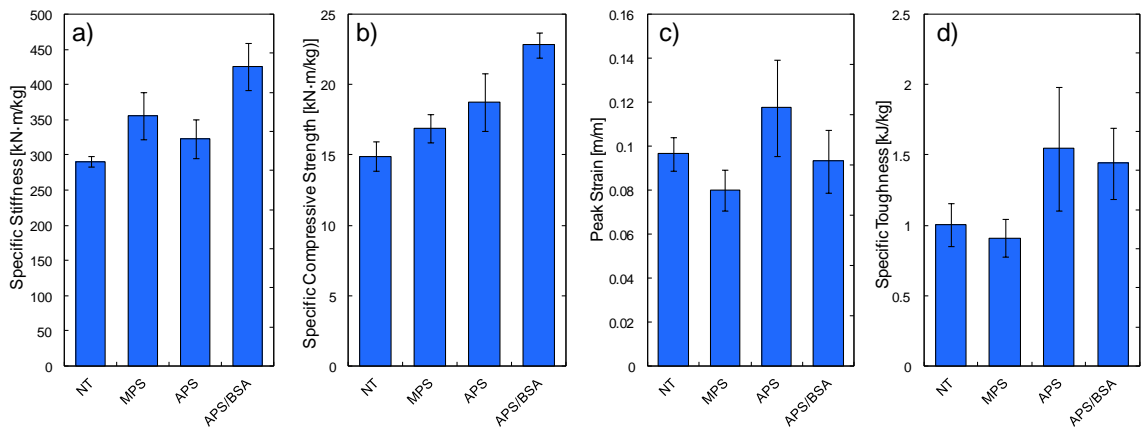 a)
Specific Stiffness [kN·m/kg]
500
450
400
350
300
250
200
150
100
50
0
NT
MPS
APS
APS/BSA
b)
Specific Compressive Strength [kN·m/kg)]
25
20
15
10
5
0
NT
MPS
APS
APS/BSA
c)
Peak Strain [m/m]
0.16
0.14
0.12
0.1
0.08
0.06
0.04
0.02
0
NT
MPS
APS
APS/BSA
d)
Specific Toughness [kJ/kg]
2.5
2
1.5
1
0.5
0
NT
MPS
APS
APS/BSA